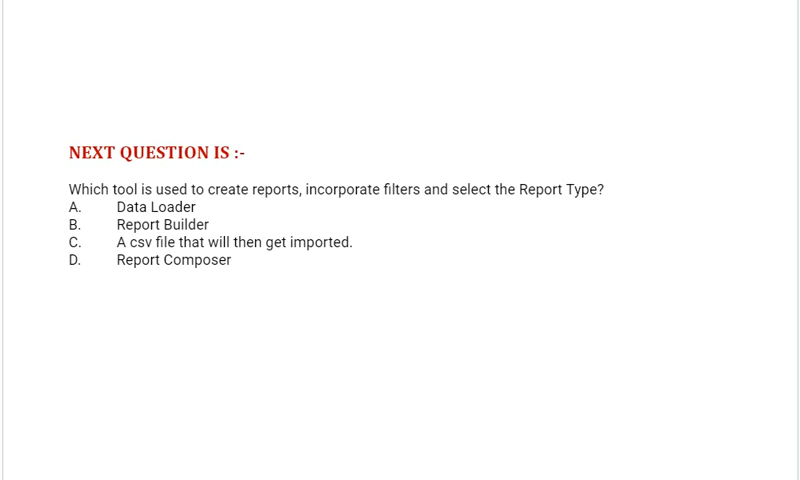 NEXT QUESTION IS :-
Which tool is used to create reports, incorporate filters and select the Report Type?
A. Data Loader
B. Report Builder
C. A csv file that will then get imported.
D. Report Composer